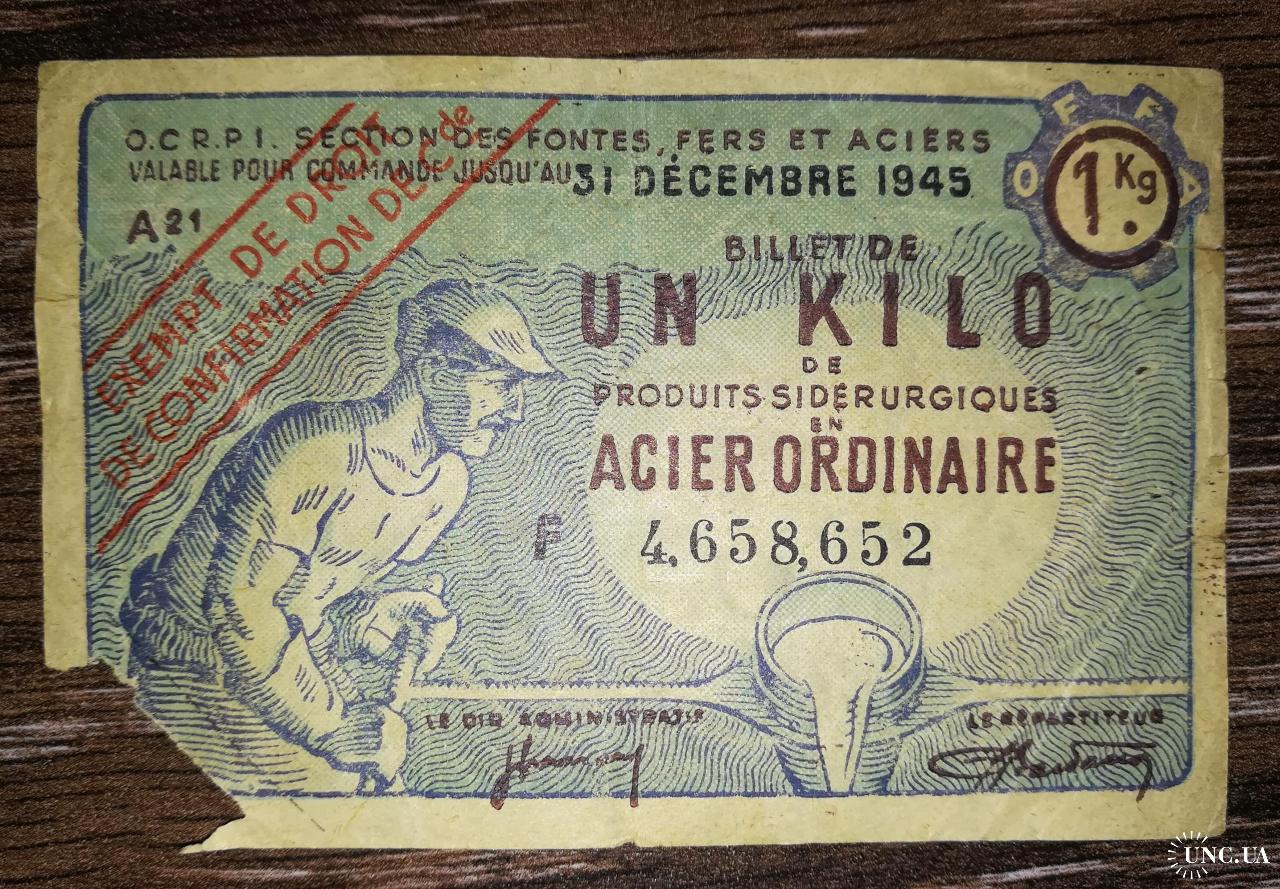 O.C.R.P.I. SECTION DES FONTES, FERS ET ACIERS
VALABLE POUR COMMANDE JUSQU'AU 31 DÉCEMBRE 1945
A21
EXEMPT DE DROIT
DE CONFIRMATION DE C de
OFFA
1 Kg.
BILLET DE
UN KILO
DE
PRODUITS SIDÉRURGIQUES
EN
ACIER ORDINAIRE
F 4,658,652
LE DIR ADMINISTRATIF
LE RÉPARTITEUR
UNC.UA